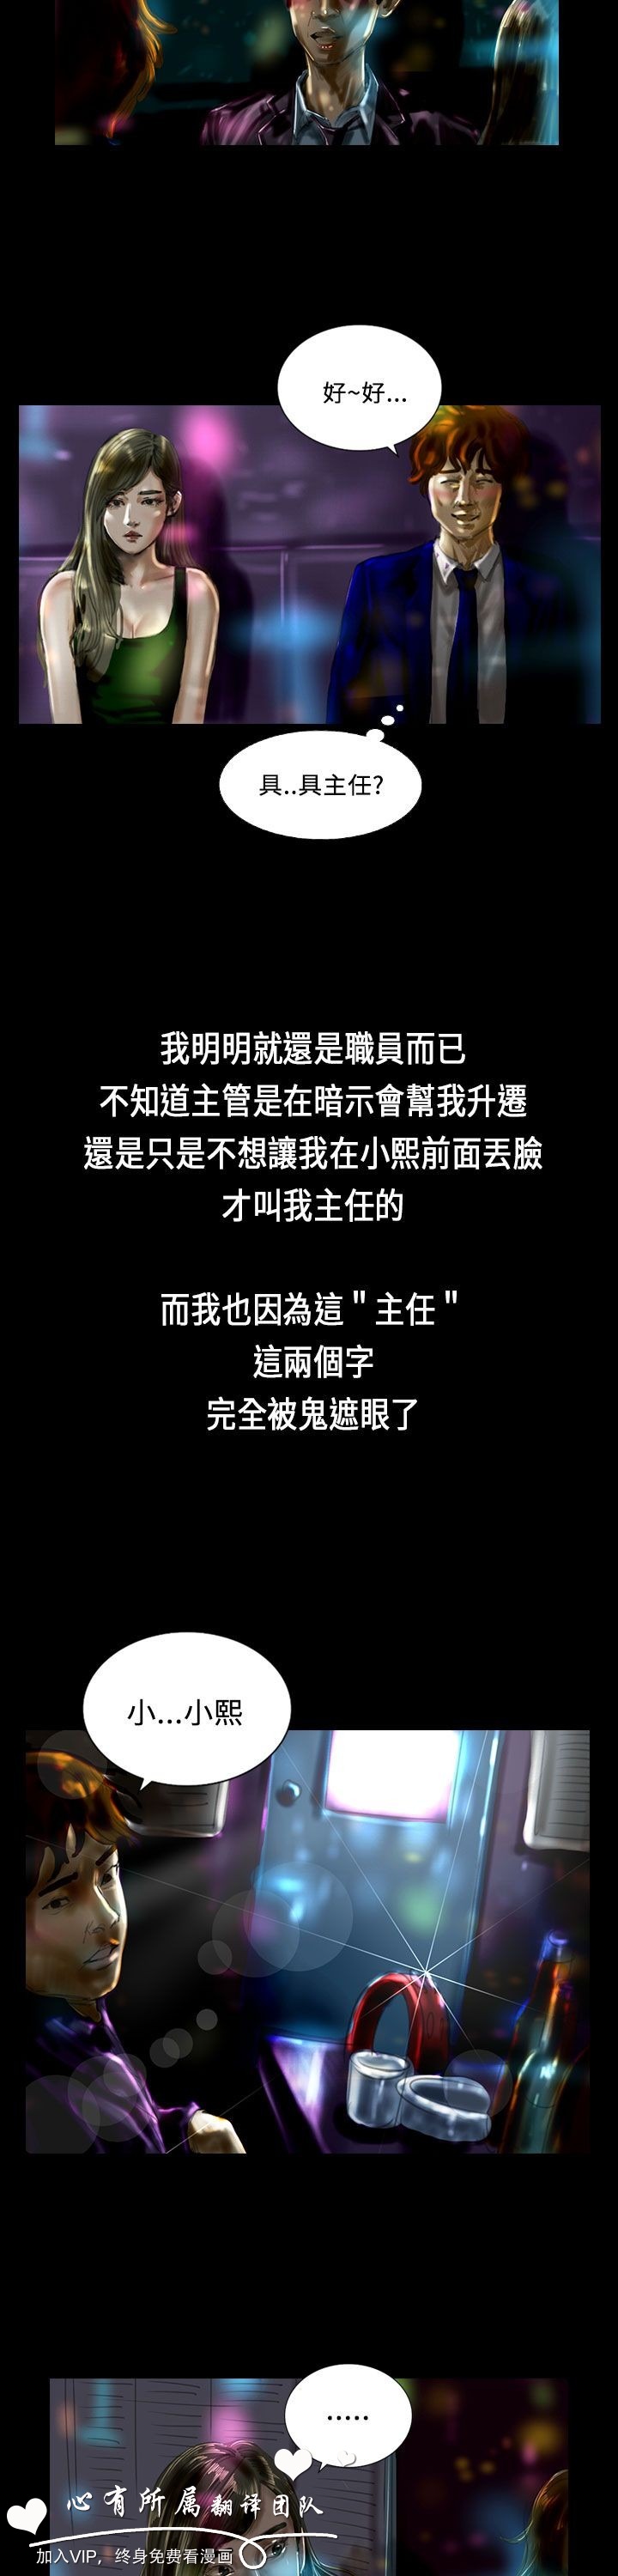 好~好...
具..具主任?
我明明就還是職員而已
不知道主管是在暗示會幫我升遷
還是只是不想讓我在小熙前面丟臉
才叫我主任的
而我也因為這＂主任＂
這兩個字
完全被鬼遮眼了
小...小熙
.....
心有所属翻译团队
加入VIP，终身免费看漫画